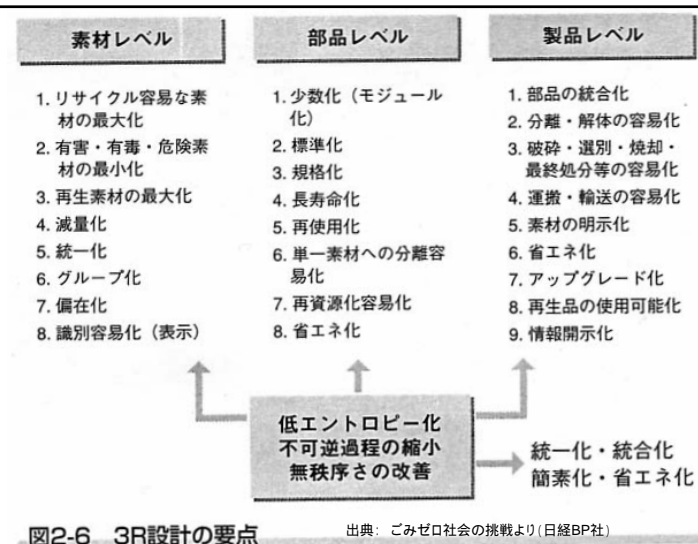 素材レベル
1. リサイクル容易な素
材の最大化
2. 有害・有毒・危険素
材の最小化
3. 再生素材の最大化
4. 減量化
5. 統一化
6. グループ化
7. 偏在化
8. 識別容易化（表示）
部品レベル
1. 少数化（モジュール
化）
2. 標準化
3. 規格化
4. 長寿命化
5. 再使用化
6. 単一素材への分離容
易化
7. 再資源化容易化
8. 省エネ化
製品レベル
1. 部品の統合化
2. 分離・解体の容易化
3. 破砕・選別・焼却・
最終処分等の容易化
4. 運搬・輸送の容易化
5. 素材の明示化
6. 省エネ化
7. アップグレード化
8. 再生品の使用可能化
9. 情報開示化
低エントロピー化
不可逆過程の縮小
無秩序さの改善
統一化・統合化
簡素化・省エネ化
図2-6 3R設計の要点
出典: ごみゼロ社会の挑戦より(日経BP社)